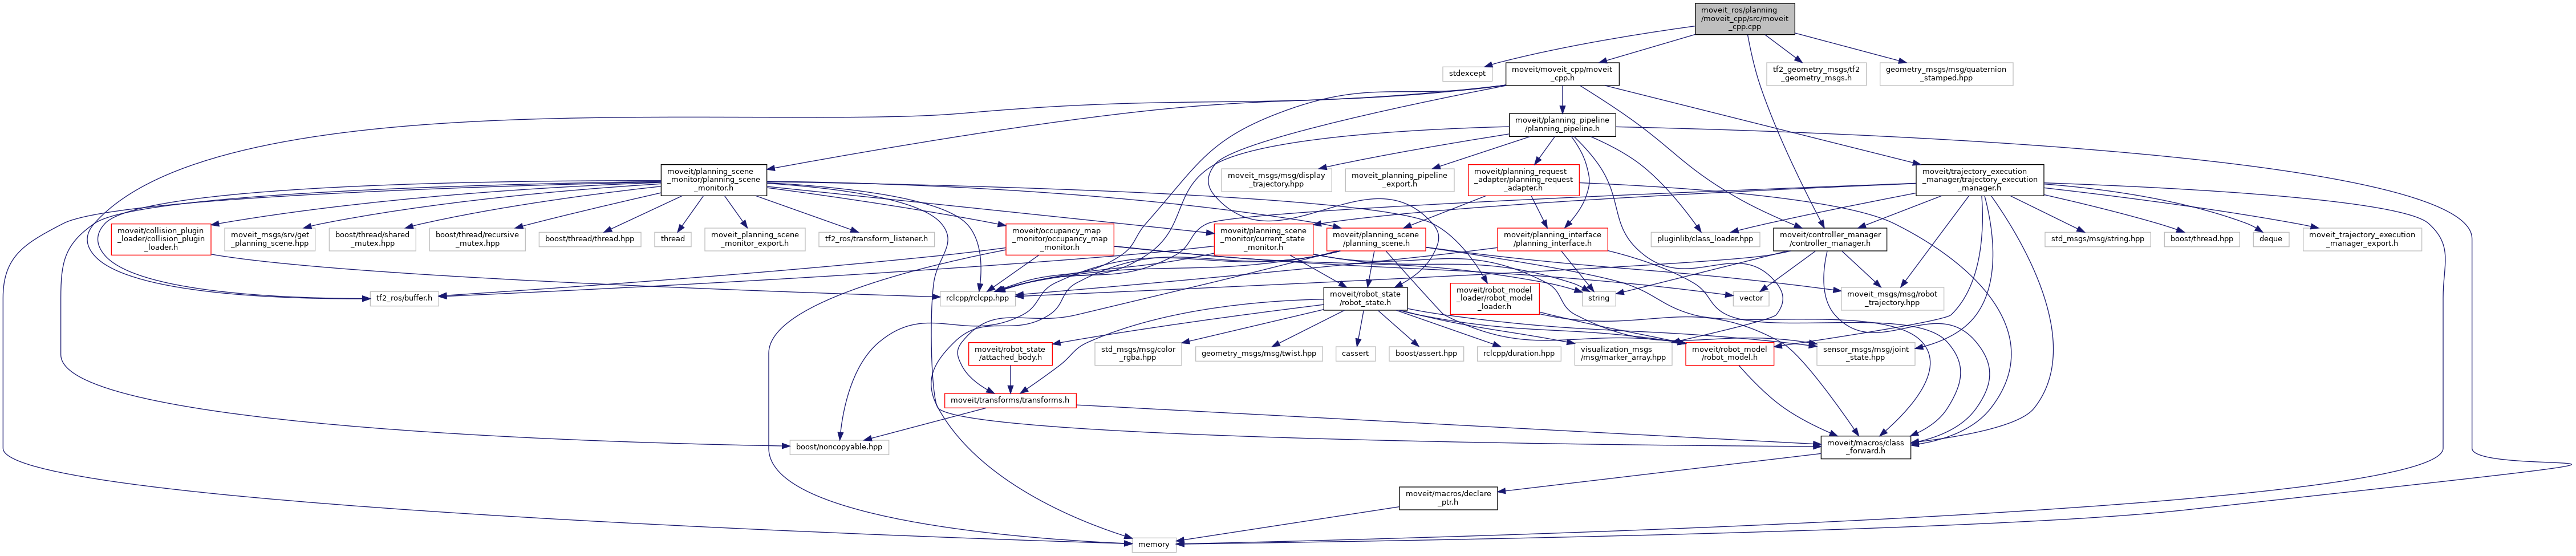 moveit_ros/planning
/moveit_cpp/src/moveit
_cpp.cpp
stdexcept
moveit/moveit_cpp/moveit
_cpp.h
tf2_geometry_msgs/tf2
_geometry_msgs.h
geometry_msgs/msg/quaternion
_stamped.hpp
moveit/planning_pipeline
/planning_pipeline.h
moveit/planning_scene
_monitor/planning_scene
_monitor.h
moveit_msgs/msg/display
_trajectory.hpp
moveit_planning_pipeline
_export.h
moveit/planning_request
_adapter/planning_request
_adapter.h
moveit/trajectory_execution
_manager/trajectory_execution
_manager.h
moveit/collision_plugin
_loader/collision_plugin
_loader.h
moveit_msgs/srv/get
_planning_scene.hpp
boost/thread/shared
_mutex.hpp
boost/thread/recursive
_mutex.hpp
boost/thread/thread.hpp
thread
moveit_planning_scene
_monitor_export.h
tf2_ros/transform_listener.h
moveit/occupancy_map
_monitor/occupancy_map
_monitor.h
moveit/planning_scene
_monitor/current_state
_monitor.h
moveit/planning_scene
/planning_scene.h
moveit/planning_interface
/planning_interface.h
pluginlib/class_loader.hpp
moveit/controller_manager
/controller_manager.h
std_msgs/msg/string.hpp
boost/thread.hpp
deque
moveit_trajectory_execution
_manager_export.h
tf2_ros/buffer.h
rclcpp/rclcpp.hpp
moveit/robot_state
/robot_state.h
moveit/robot_model
_loader/robot_model
_loader.h
string
vector
moveit_msgs/msg/robot
_trajectory.hpp
moveit/robot_state
/attached_body.h
std_msgs/msg/color
_rgba.hpp
geometry_msgs/msg/twist.hpp
cassert
boost/assert.hpp
rclcpp/duration.hpp
visualization_msgs
/msg/marker_array.hpp
moveit/robot_model
/robot_model.h
sensor_msgs/msg/joint
_state.hpp
moveit/transforms/transforms.h
boost/noncopyable.hpp
moveit/macros/class
_forward.h
moveit/macros/declare
_ptr.h
memory